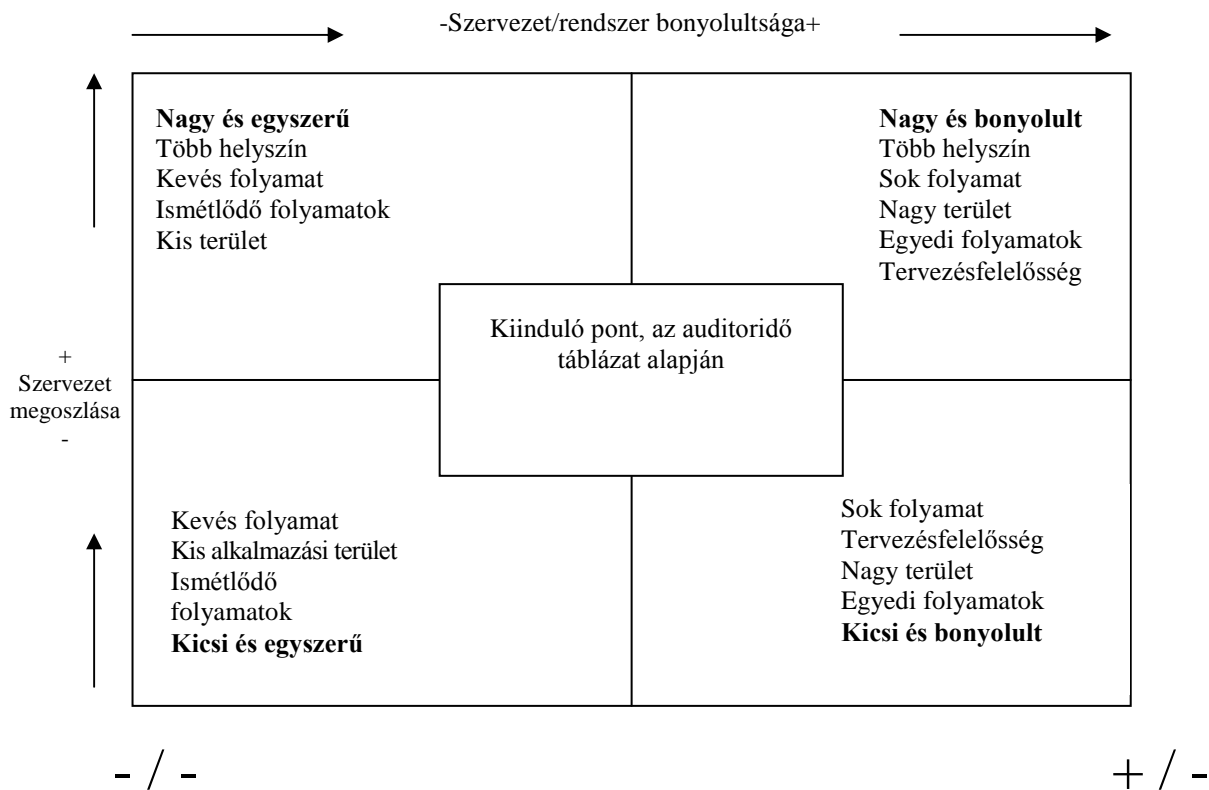 -Szervezet/rendszer bonyolultsága+
Nagy és egyszerű
Több helyszín
Kevés folyamat
Ismétlődő folyamatok
Kis terület
Nagy és bonyolult
Több helyszín
Sok folyamat
Nagy terület
Egyedi folyamatok
Tervezésfelelősség
Kiinduló pont, az auditoridő
táblázat alapján
+
Szervezet
megoszlása
-
Kevés folyamat
Kis alkalmazási terület
Ismétlődő
folyamatok
Kicsi és egyszerű
Sok folyamat
Tervezésfelelősség
Nagy terület
Egyedi folyamatok
Kicsi és bonyolult
- / -
+ / -